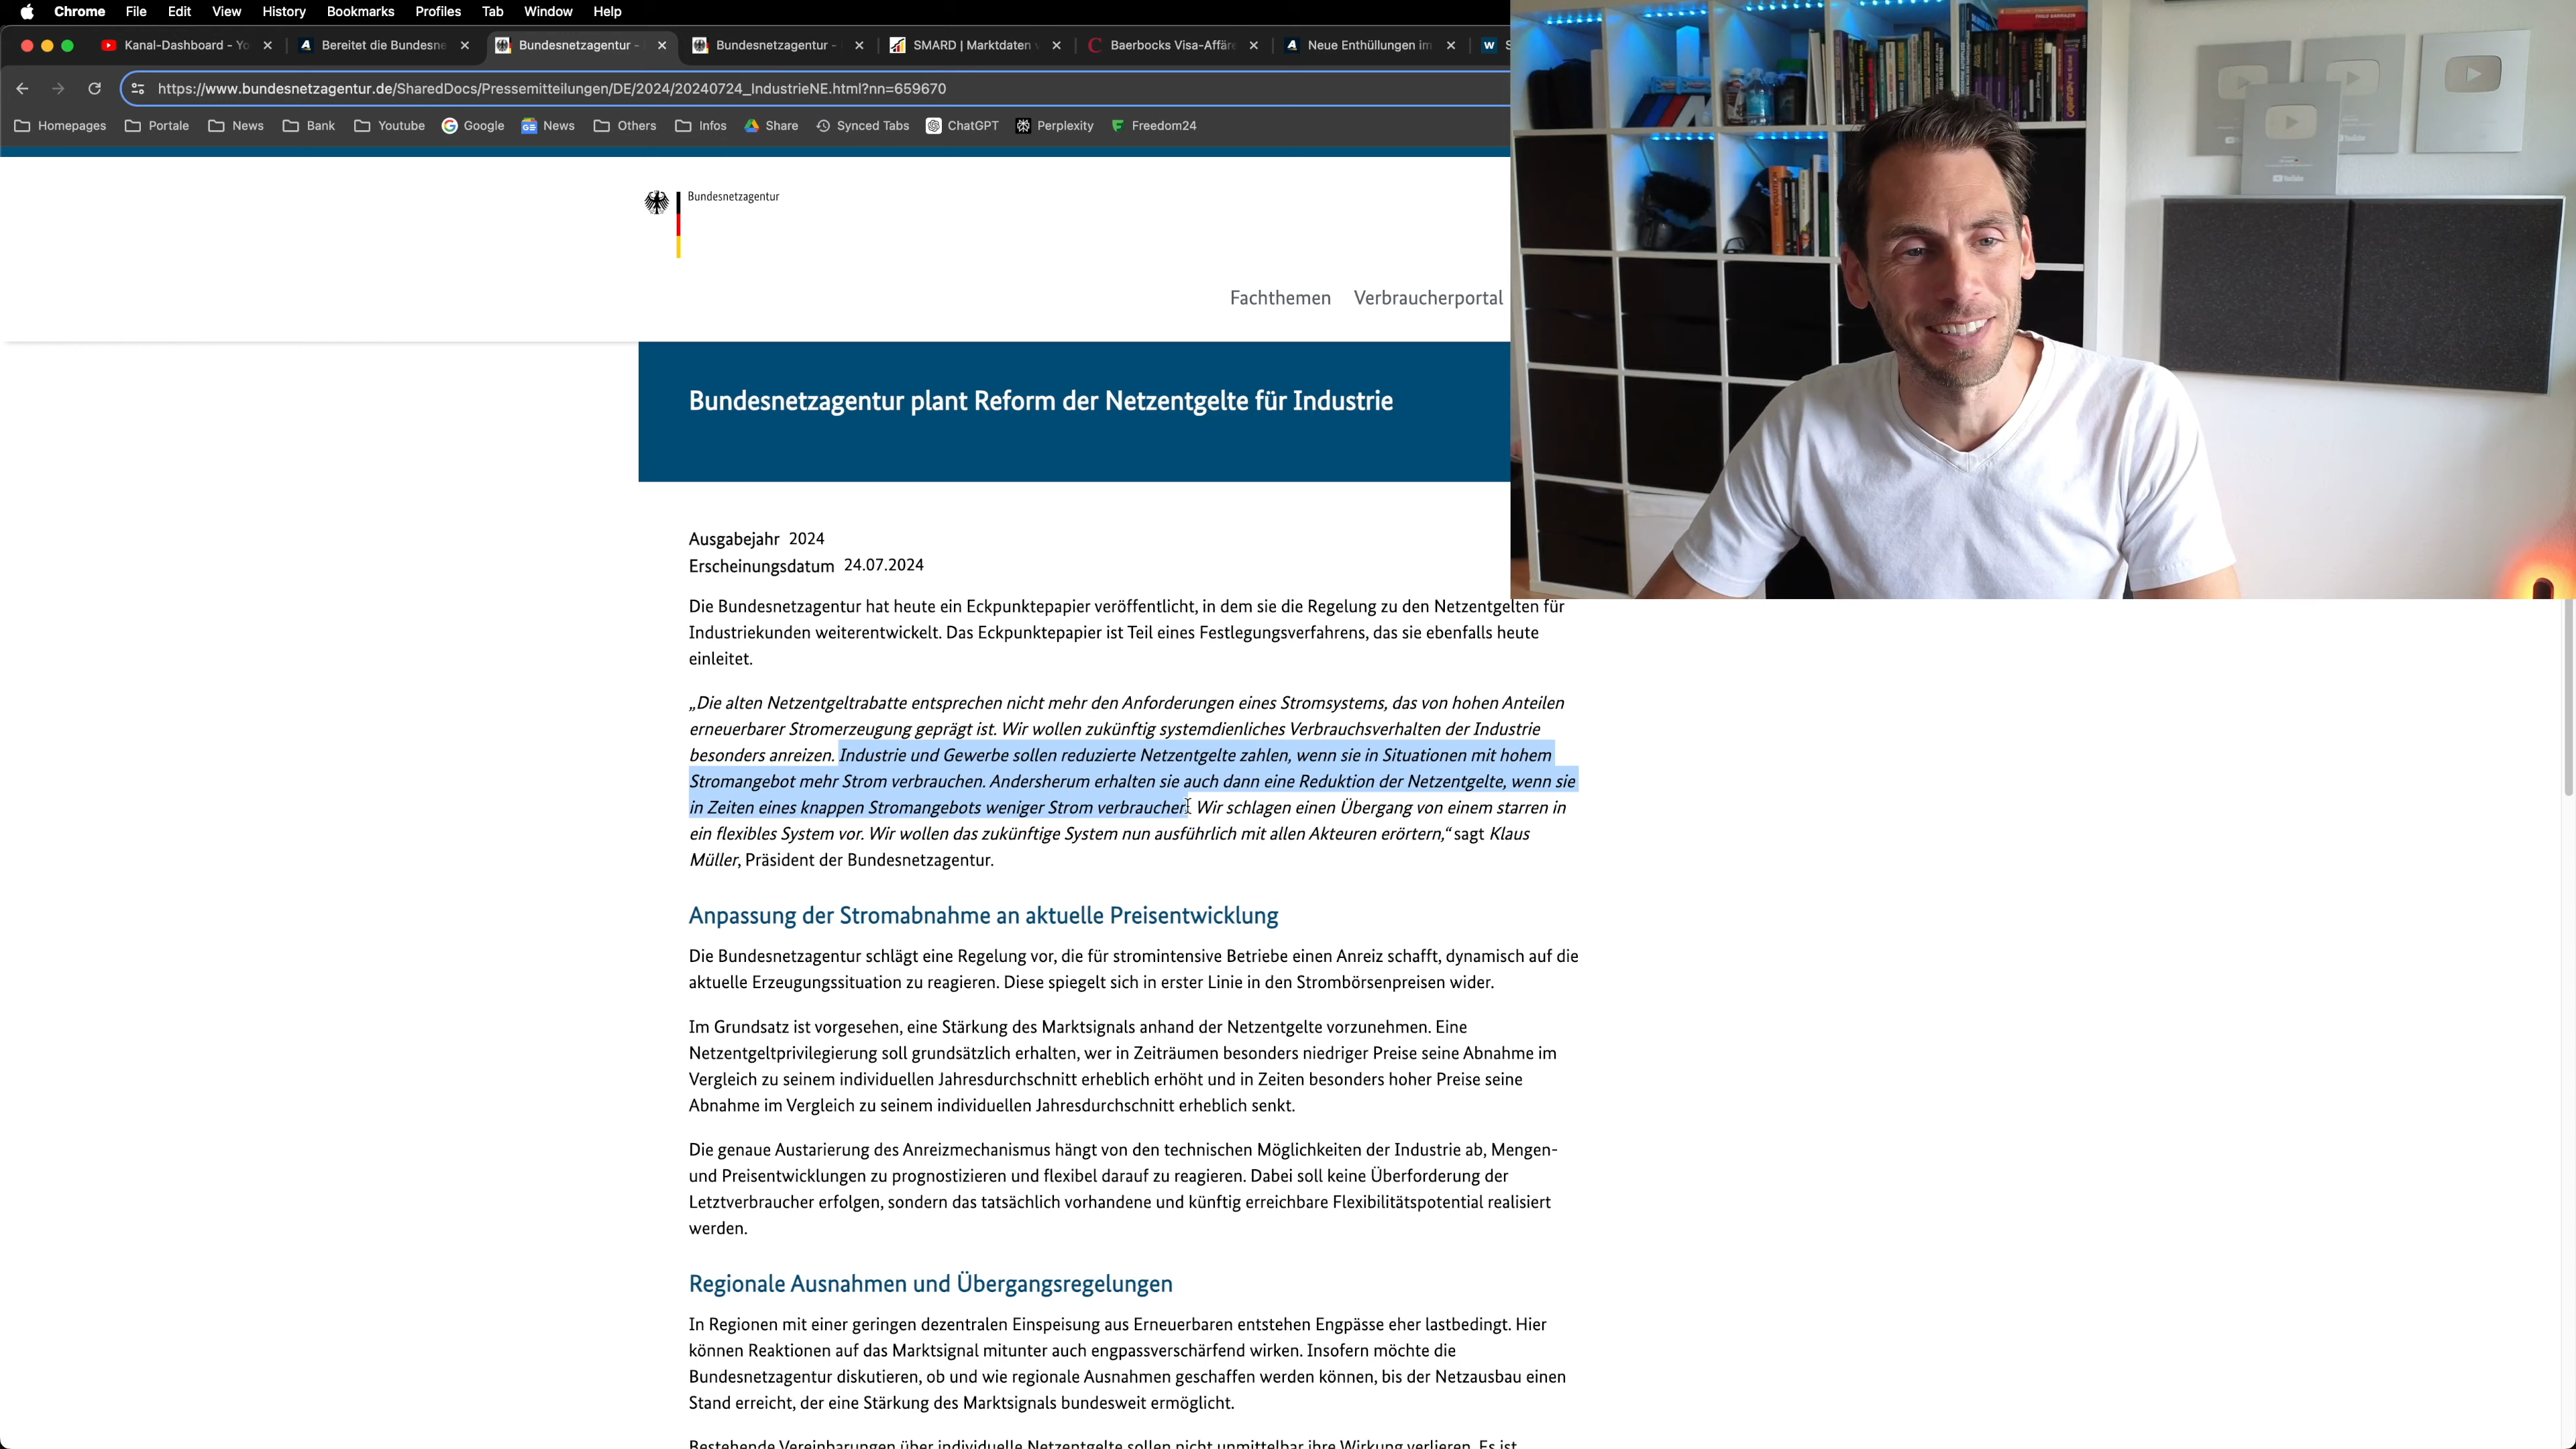 Chrome File Edit View History Bookmarks Profiles Tab Window Help
Kanal-Dashboard - Yo
Bereitet die Bundesne
Bundesnetzagentur -
Bundesnetzagentur -
SMARD | Marktdaten
Baerbocks Visa-Affäre
Neue Enthüllungen im
https://www.bundesnetzagentur.de/SharedDocs/Pressemitteilungen/DE/2024/20240724_IndustrieNE.html?nn=659670
Homepages Portale News Bank Youtube Google News Others Infos Share Synced Tabs ChatGPT Perplexity Freedom24
Bundesnetzagentur
Fachthemen Verbraucherportal
Bundesnetzagentur plant Reform der Netzentgelte für Industrie
Ausgabejahr 2024
Erscheinungsdatum 24.07.2024
Die Bundesnetzagentur hat heute ein Eckpunktepapier veröffentlicht, in dem sie die Regelung zu den Netzentgelten für
Industriekunden weiterentwickelt. Das Eckpunktepapier ist Teil eines Festlegungsverfahrens, das sie ebenfalls heute
einleitet.
„Die alten Netzentgeltrabatte entsprechen nicht mehr den Anforderungen eines Stromsystems, das von hohen Anteilen
erneuerbarer Stromerzeugung geprägt ist. Wir wollen zukünftig systemdienliches Verbrauchsverhalten der Industrie
besonders anreizen. Industrie und Gewerbe sollen reduzierte Netzentgelte zahlen, wenn sie in Situationen mit hohem
Stromangebot mehr Strom verbrauchen. Andersherum erhalten sie auch dann eine Reduktion der Netzentgelte, wenn sie
in Zeiten eines knappen Stromangebots weniger Strom verbrauchen. Wir schlagen einen Übergang von einem starren in
ein flexibles System vor. Wir wollen das zukünftige System nun ausführlich mit allen Akteuren erörtern,“ sagt Klaus
Müller, Präsident der Bundesnetzagentur.
Anpassung der Stromabnahme an aktuelle Preisentwicklung
Die Bundesnetzagentur schlägt eine Regelung vor, die für stromintensive Betriebe einen Anreiz schafft, dynamisch auf die
aktuelle Erzeugungssituation zu reagieren. Diese spiegelt sich in erster Linie in den Strombörsenpreisen wider.
Im Grundsatz ist vorgesehen, eine Stärkung des Marktsignals anhand der Netzentgelte vorzunehmen. Eine
Netzentgeltprivilegierung soll grundsätzlich erhalten, wer in Zeiträumen besonders niedriger Preise seine Abnahme im
Vergleich zu seinem individuellen Jahresdurchschnitt erheblich erhöht und in Zeiten besonders hoher Preise seine
Abnahme im Vergleich zu seinem individuellen Jahresdurchschnitt erheblich senkt.
Die genaue Austarierung des Anreizmechanismus hängt von den technischen Möglichkeiten der Industrie ab, Mengen-
und Preisentwicklungen zu prognostizieren und flexibel darauf zu reagieren. Dabei soll keine Überforderung der
Letztverbraucher erfolgen, sondern das tatsächlich vorhandene und künftig erreichbare Flexibilitätspotential realisiert
werden.
Regionale Ausnahmen und Übergangsregelungen
In Regionen mit einer geringen dezentralen Einspeisung aus Erneuerbaren entstehen Engpässe eher lastbedingt. Hier
können Reaktionen auf das Marktsignal mitunter auch engpassverschärfend wirken. Insofern möchte die
Bundesnetzagentur diskutieren, ob und wie regionale Ausnahmen geschaffen werden können, bis der Netzausbau einen
Stand erreicht, der eine Stärkung des Marktsignals bundesweit ermöglicht.
Bestehende Vereinbarungen über individuelle Netzentgelte sollen nicht unmittelbar ihre Wirkung verlieren. Es ist